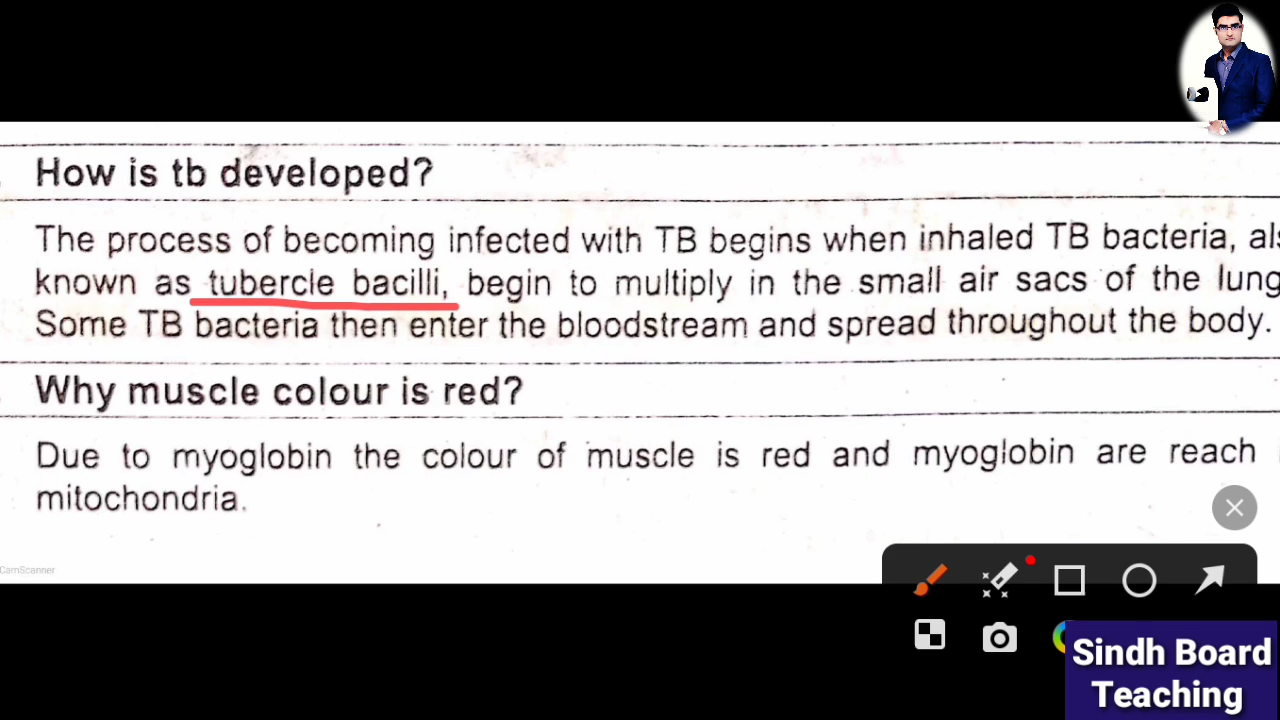 How is tb developed?
The process of becoming infected with TB begins when inhaled TB bacteria, als
known as tubercle bacilli, begin to multiply in the small air sacs of the lung
Some TB bacteria then enter the bloodstream and spread throughout the body.
Why muscle colour is red?
Due to myoglobin the colour of muscle is red and myoglobin are reach
mitochondria.
CamScanner
Sindh Board
Teaching